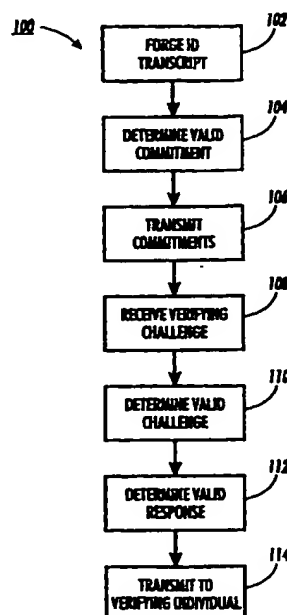 100
102
FORGE ID
TRANSCRIPT
104
DETERMINE VALID
COMMITMENT
106
TRANSMIT
COMMITMENTS
108
RECEIVE VERIFYING
CHALLENGE
110
DETERMINE VALID
CHALLENGE
112
DETERMINE VALID
RESPONSE
114
TRANSMIT TO
VERIFYING INDIVIDUAL